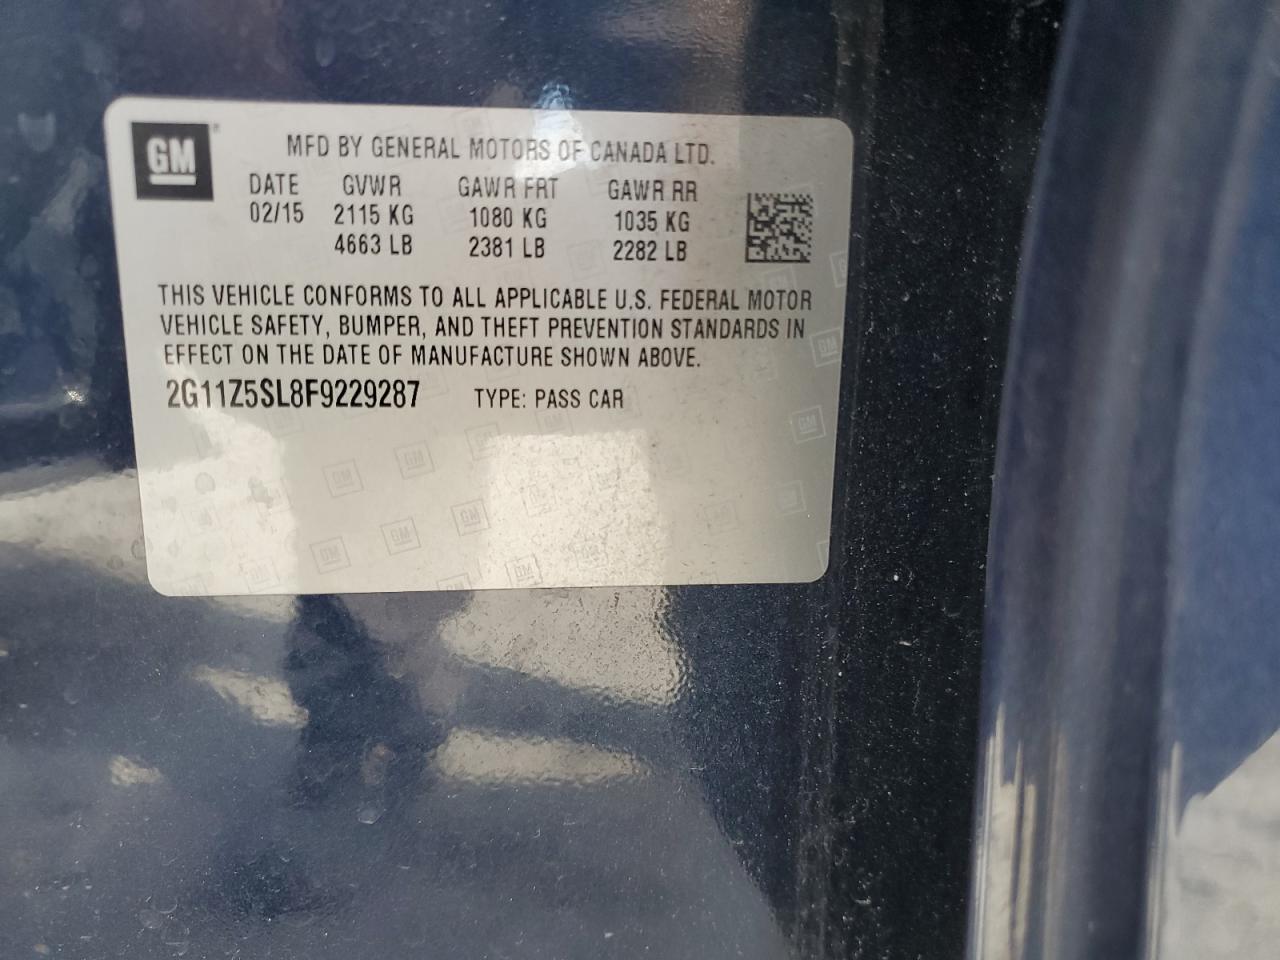 GM
MFD BY GENERAL MOTORS OF CANADA LTD.
DATE GVWR GAWR FRT GAWR RR
02/15 2115 KG 1080 KG 1035 KG
4663 LB 2381 LB 2282 LB
THIS VEHICLE CONFORMS TO ALL APPLICABLE U.S. FEDERAL MOTOR
VEHICLE SAFETY, BUMPER, AND THEFT PREVENTION STANDARDS IN
EFFECT ON THE DATE OF MANUFACTURE SHOWN ABOVE.
2G11Z5SL8F9229287 TYPE: PASS CAR